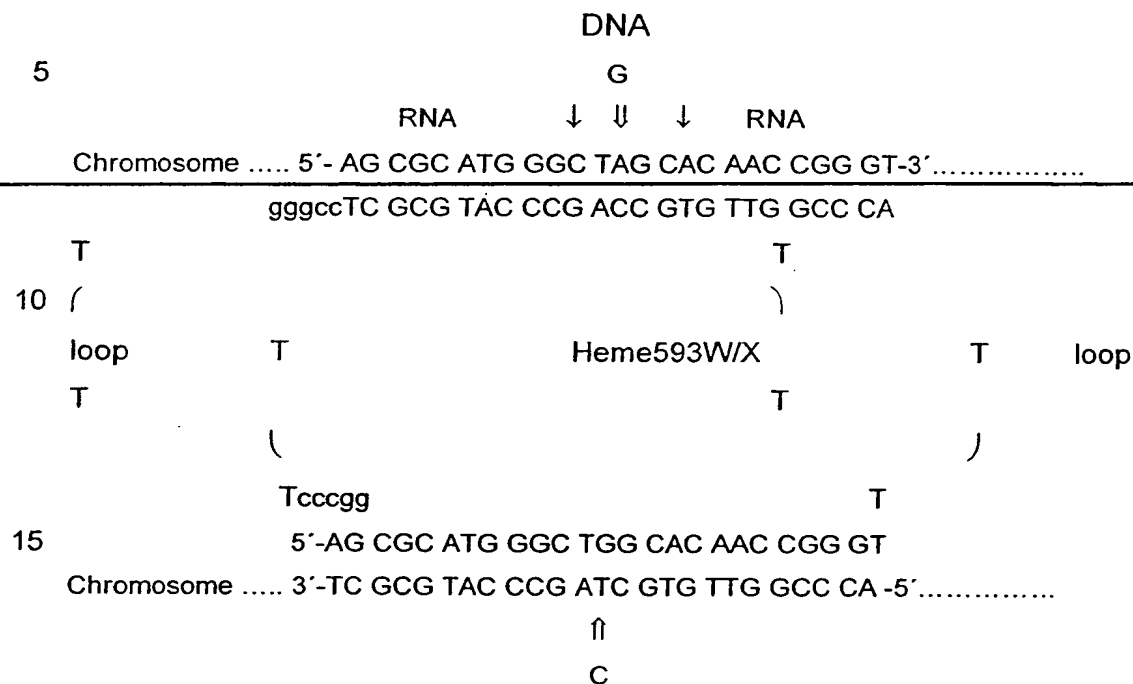 DNA
5 G
RNA ↓ ⇓ ↓ RNA
Chromosome ..... 5´- AG CGC ATG GGC TAG CAC AAC CGG GT-3´................
gggccTC GCG TAC CCG ACC GTG TTG GCC CA
T T
10 ( )
loop T Heme593W/X T loop
T T
( )
Tcccgg T
15 5´-AG CGC ATG GGC TGG CAC AAC CGG GT
Chromosome ..... 3´-TC GCG TAC CCG ATC GTG TTG GCC CA -5´...............
⇑
C